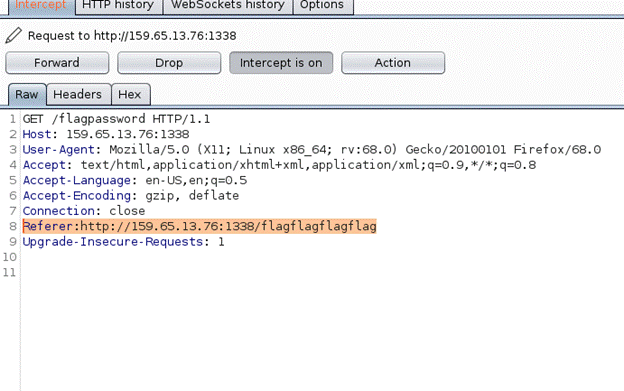 Intercept HTTP history WebSockets history Options
Request to http://159.65.13.76:1338
Forward Drop Intercept is on Action
Raw Headers Hex
1 GET /flagpassword HTTP/1.1
2 Host: 159.65.13.76:1338
3 User-Agent: Mozilla/5.0 (X11; Linux x86_64; rv:68.0) Gecko/20100101 Firefox/68.0
4 Accept: text/html,application/xhtml+xml,application/xml;q=0.9,*/*;q=0.8
5 Accept-Language: en-US,en;q=0.5
6 Accept-Encoding: gzip, deflate
7 Connection: close
8 Referer:http://159.65.13.76:1338/flagflagflagflag
9 Upgrade-Insecure-Requests: 1
10
11